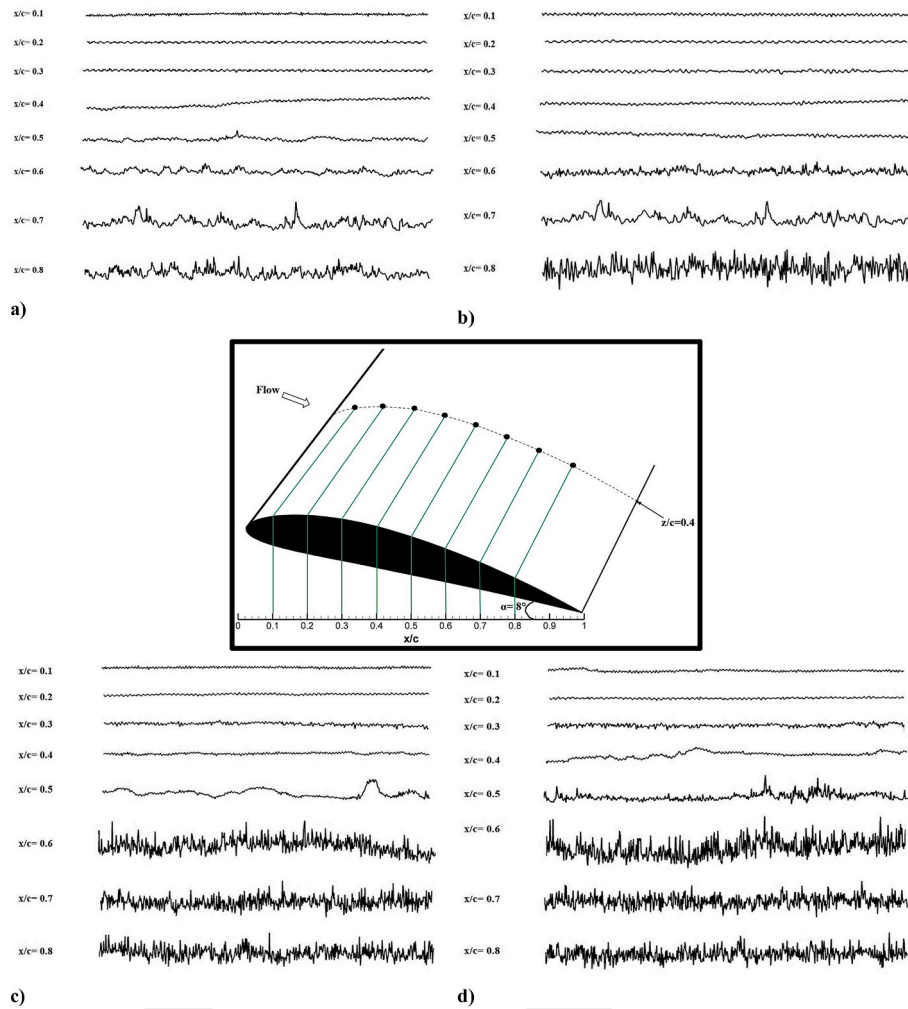 x/c= 0.1
x/c= 0.2
x/c= 0.3
x/c= 0.4
x/c= 0.5
x/c= 0.6
x/c= 0.7
x/c= 0.8
a)
x/c= 0.1
x/c= 0.2
x/c= 0.3
x/c= 0.4
x/c= 0.5
x/c= 0.6
x/c= 0.7
x/c= 0.8
b)
Flow
z/c=0.4
α= 8°
0 0.1 0.2 0.3 0.4 0.5 0.6 0.7 0.8 0.9 1
x/c
x/c= 0.1
x/c= 0.2
x/c= 0.3
x/c= 0.4
x/c= 0.5
x/c= 0.6
x/c= 0.7
x/c= 0.8
c)
x/c= 0.1
x/c= 0.2
x/c= 0.3
x/c= 0.4
x/c= 0.5
x/c= 0.6
x/c= 0.7
x/c= 0.8
d)